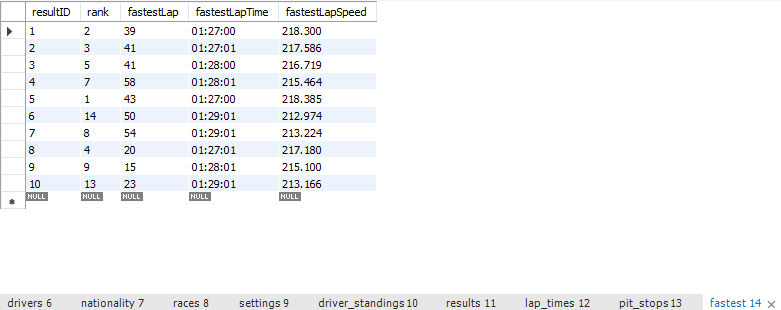 resultID rank fastestLap fastestLapTime fastestLapSpeed
1 2 39 01:27:00 218.300
2 3 41 01:27:01 217.586
3 5 41 01:28:00 216.719
4 7 58 01:28:01 215.464
5 1 43 01:27:00 218.385
6 14 50 01:29:01 212.974
7 8 54 01:29:01 213.224
8 4 20 01:27:01 217.180
9 9 15 01:28:01 215.100
10 13 23 01:29:01 213.166
NULL NULL NULL NULL NULL
drivers 6 nationality 7 races 8 settings 9 driver_standings 10 results 11 lap_times 12 pit_stops 13 fastest 14